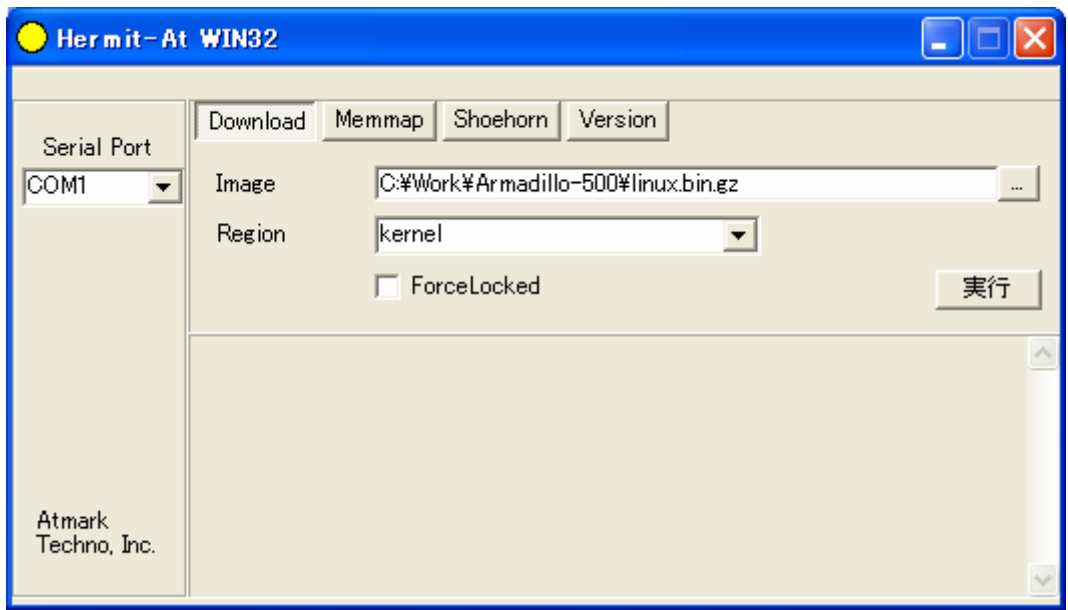 Hermit-At WIN32
Serial Port
COM1
Atmark
Techno, Inc.
Download Memmap Shoehorn Version
Image C:¥Work¥Armadillo-500¥linux.bin.gz ...
Region kernel
ForceLocked 実行